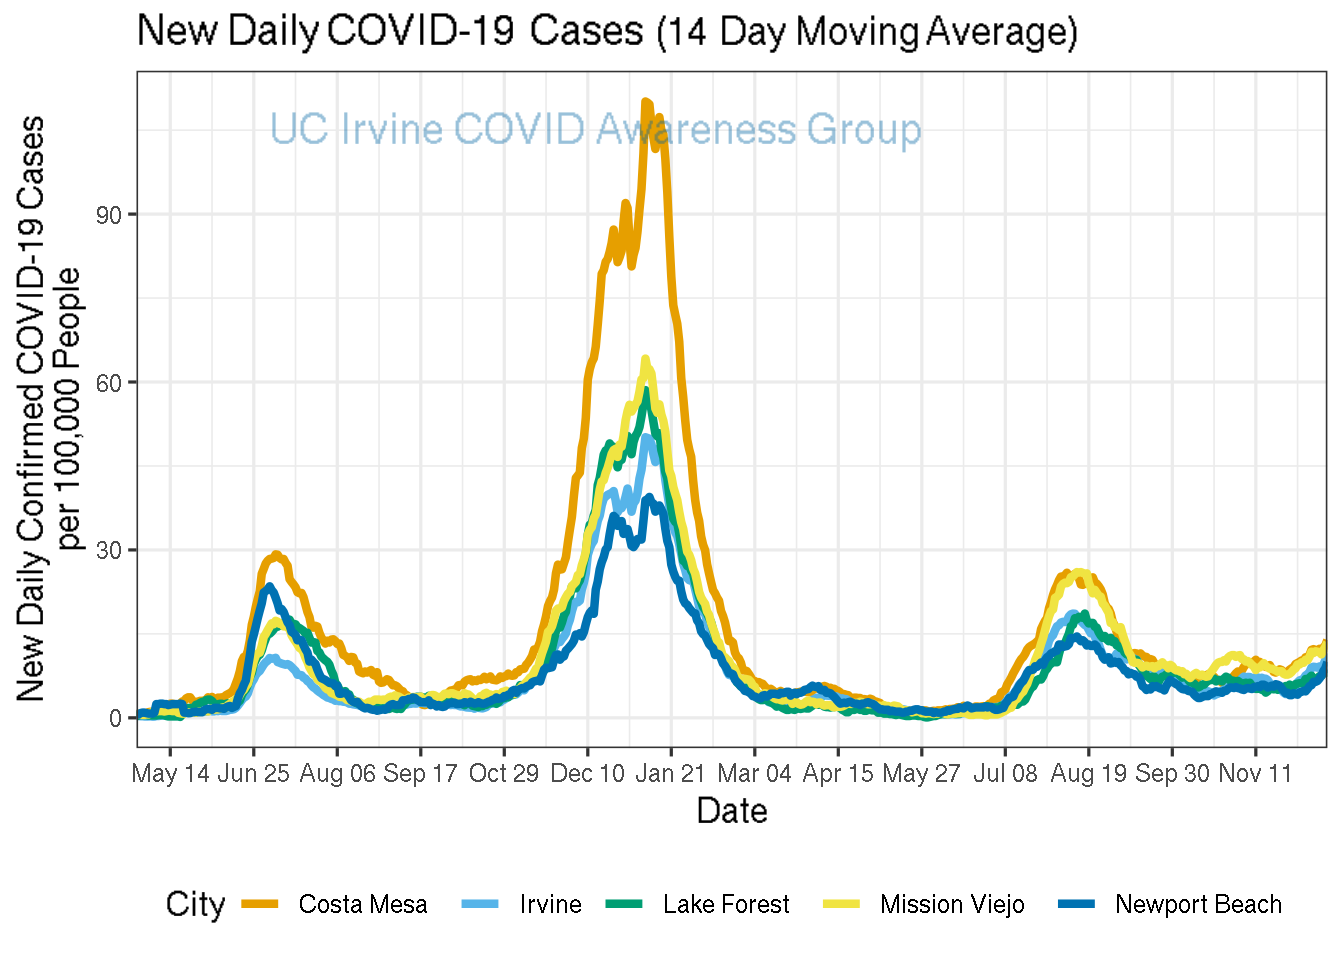 New Daily COVID-19 Cases (14 Day Moving Average)
UC Irvine COVID Awareness Group
New Daily Confirmed COVID-19 Cases
per 100,000 People
90
60
30
0
May 14 Jun 25 Aug 06 Sep 17 Oct 29 Dec 10 Jan 21 Mar 04 Apr 15 May 27 Jul 08 Aug 19 Sep 30 Nov 11
Date
City Costa Mesa Irvine Lake Forest Mission Viejo Newport Beach